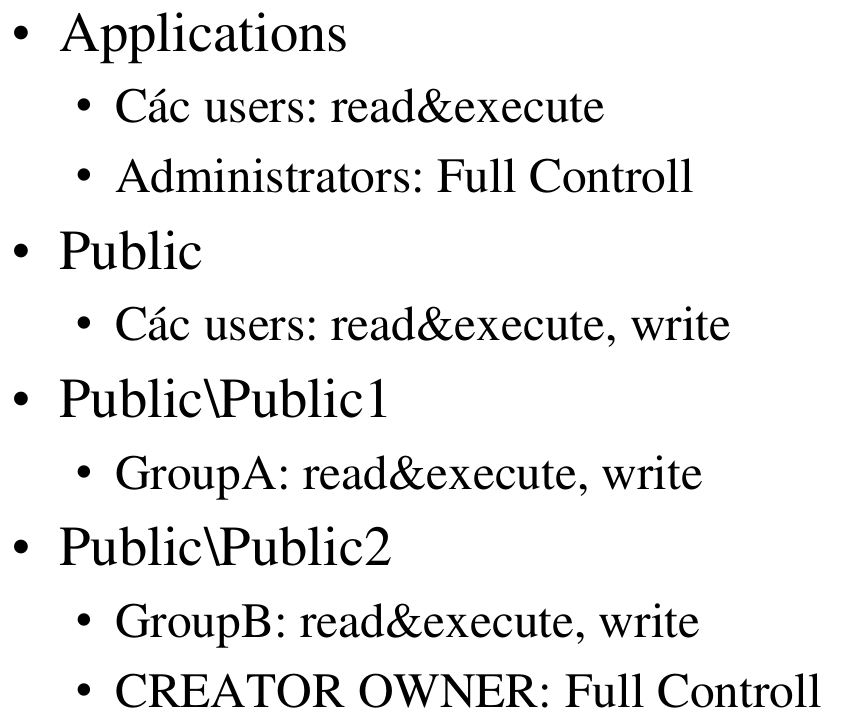 • Applications
• Các users: read&execute
• Administrators: Full Controll
• Public
• Các users: read&execute, write
• Public\Public1
• GroupA: read&execute, write
• Public\Public2
• GroupB: read&execute, write
• CREATOR OWNER: Full Controll